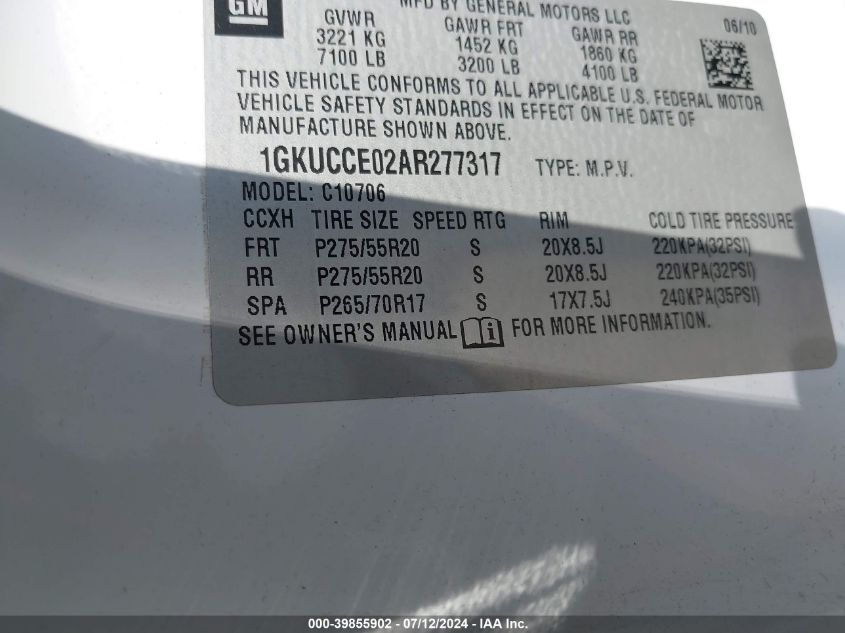 GM
MFD BY GENERAL MOTORS LLC
GVWR GAWR FRT GAWR RR 06/10
3221 KG 1452 KG 1860 KG
7100 LB 3200 LB 4100 LB
THIS VEHICLE CONFORMS TO ALL APPLICABLE U.S. FEDERAL MOTOR
VEHICLE SAFETY STANDARDS IN EFFECT ON THE DATE OF
MANUFACTURE SHOWN ABOVE.
1GKUCCE02AR277317 TYPE: M.P.V.
MODEL: C10706
CCXH TIRE SIZE SPEED RTG RIM COLD TIRE PRESSURE
FRT P275/55R20 S 20X8.5J 220KPA(32PSI)
RR P275/55R20 S 20X8.5J 220KPA(32PSI)
SPA P265/70R17 S 17X7.5J 240KPA(35PSI)
SEE OWNER'S MANUAL i FOR MORE INFORMATION.
000-39855902 - 07/12/2024 - IAA Inc.